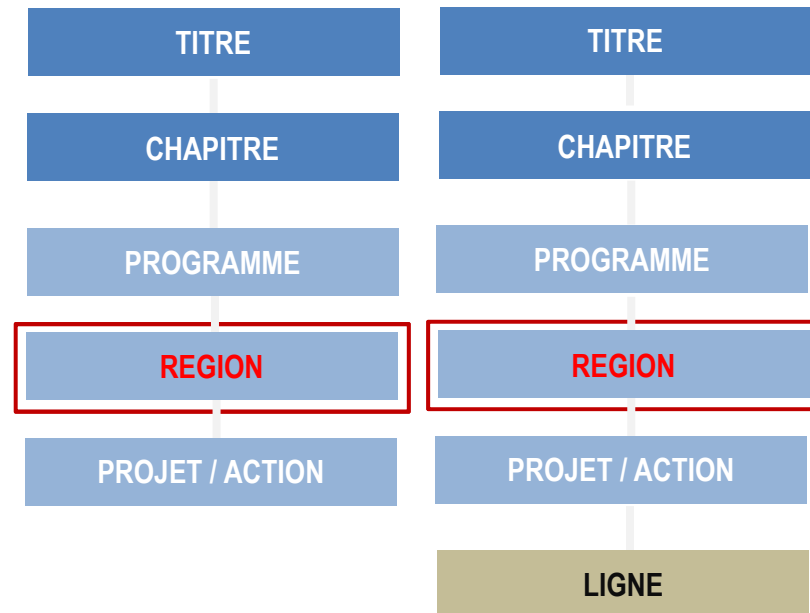 TITRE
CHAPITRE
PROGRAMME
REGION
PROJET / ACTION
TITRE
CHAPITRE
PROGRAMME
REGION
PROJET / ACTION
LIGNE